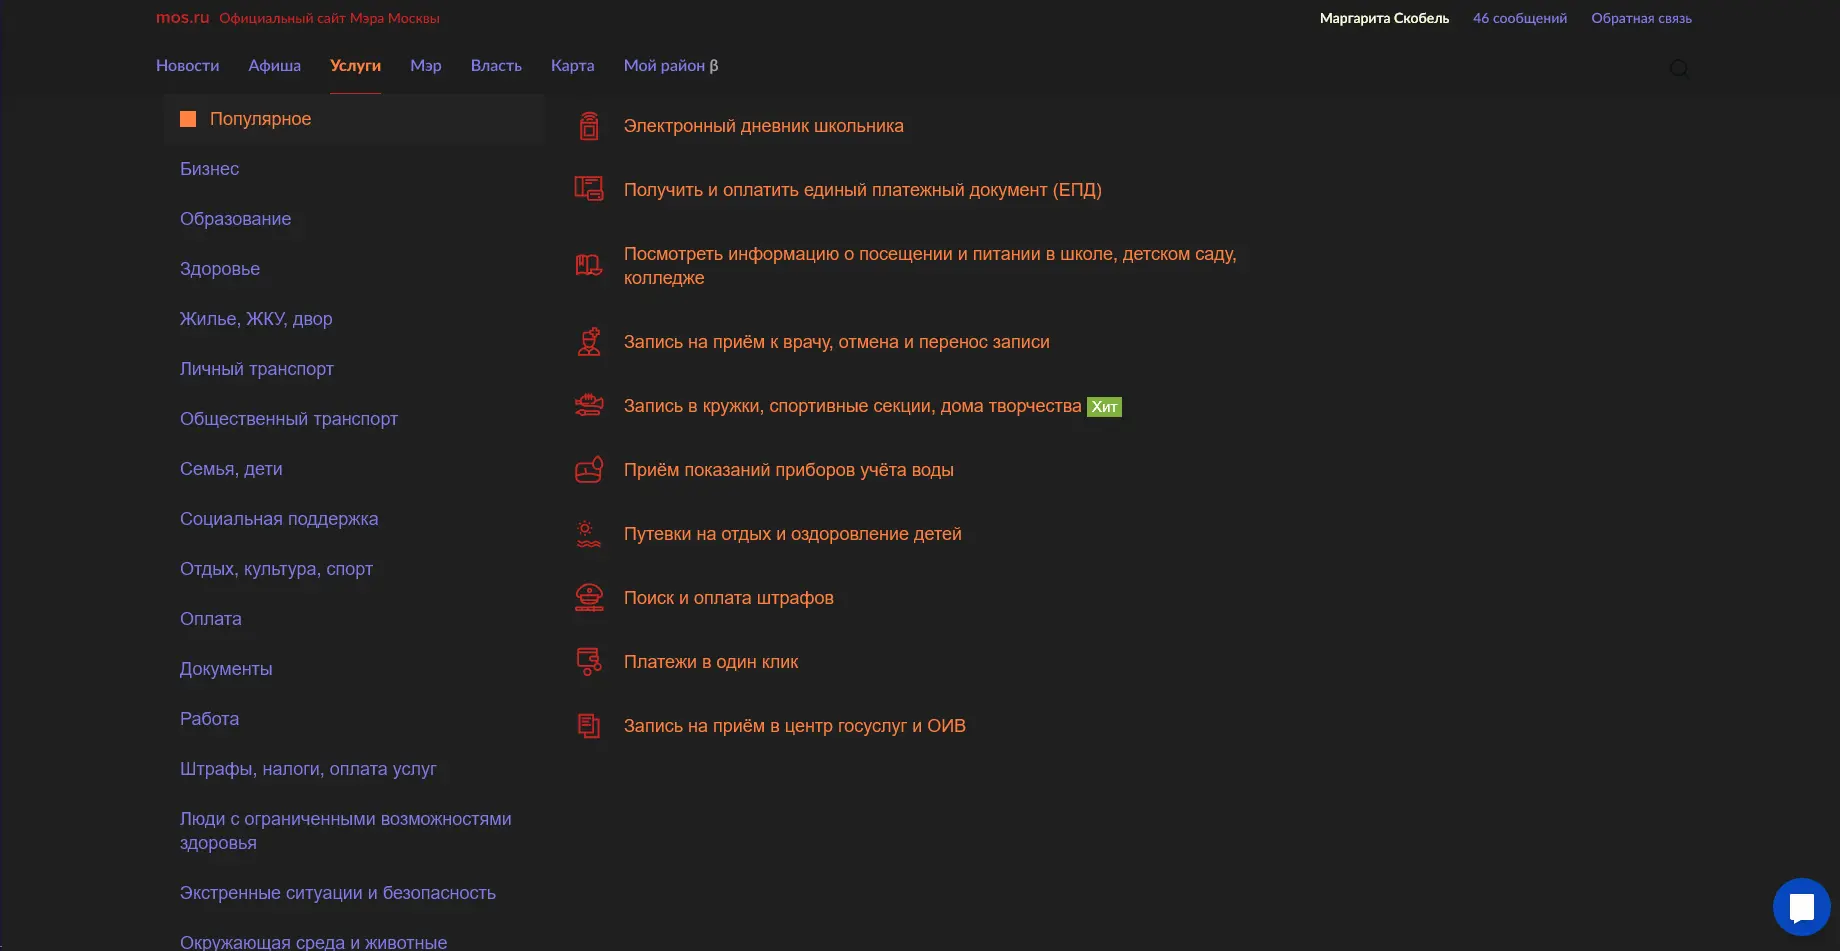 mos.ru Официальный сайт Мэра Москвы
Маргарита Скобель 46 сообщений Обратная связь
Новости Афиша Услуги Мэр Власть Карта Мой район β
Популярное
Бизнес
Образование
Здоровье
Жилье, ЖКУ, двор
Личный транспорт
Общественный транспорт
Семья, дети
Социальная поддержка
Отдых, культура, спорт
Оплата
Документы
Работа
Штрафы, налоги, оплата услуг
Люди с ограниченными возможностями
здоровья
Экстренные ситуации и безопасность
Окружающая среда и животные
Электронный дневник школьника
Получить и оплатить единый платежный документ (ЕПД)
Посмотреть информацию о посещении и питании в школе, детском саду,
колледже
Запись на приём к врачу, отмена и перенос записи
Запись в кружки, спортивные секции, дома творчества Хит
Приём показаний приборов учёта воды
Путевки на отдых и оздоровление детей
Поиск и оплата штрафов
Платежи в один клик
Запись на приём в центр госуслуг и ОИВ